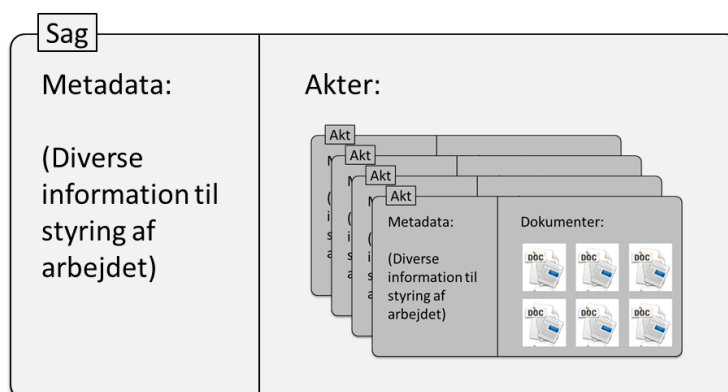 Sag
Metadata:
(Diverse
information til
styring af
arbejdet)
Akter:
Akt
Akt
Akt
Akt
Metadata:
(Diverse
information til
styring af
arbejdet)
Dokumenter:
DOC
DOC
DOC
DOC
DOC
DOC